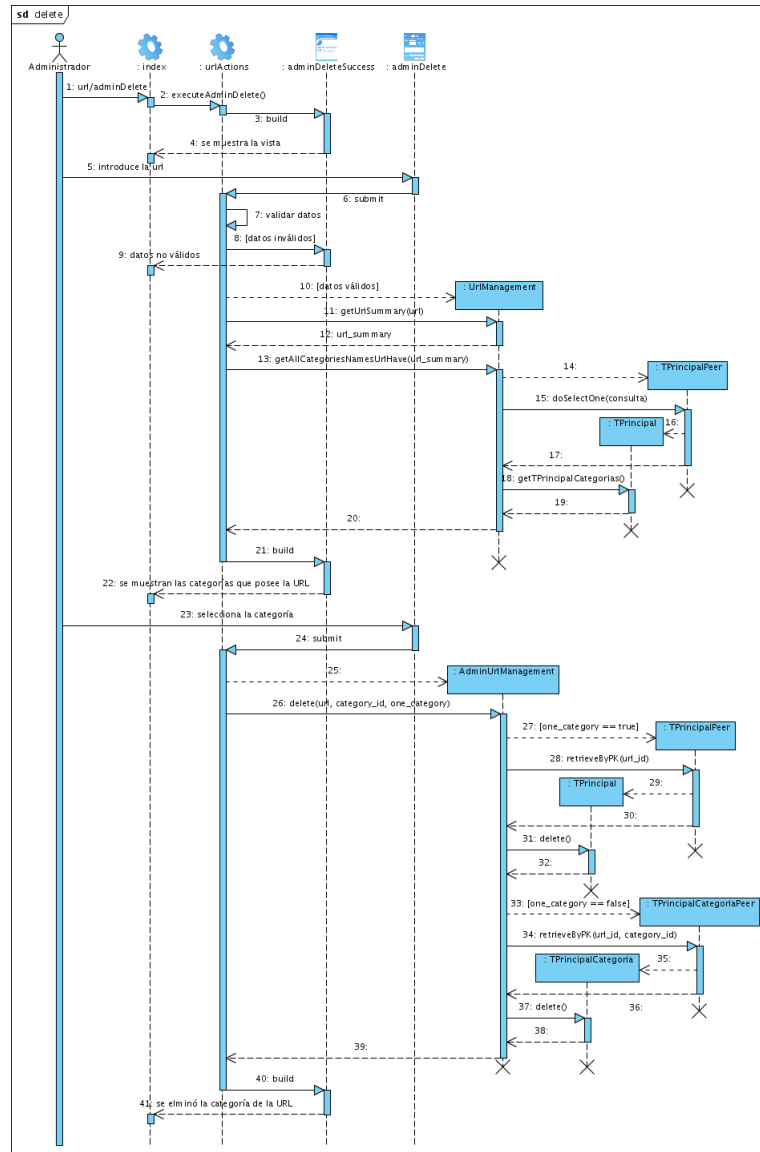 sd delete
Administrador
: index
: urlActions
: adminDeleteSuccess
: adminDelete
1: url/adminDelete
2: executeAdminDelete()
3: build
4: se muestra la vista
5: introduce la url
6: submit
7: validar datos
8: [datos inválidos]
9: datos no válidos
10: [datos válidos]
: UrlManagement
11: getUrlSummary(url)
12: url_summary
13: getAllCategoriesNamesUrlHave(url_summary)
14:
: TPrincipalPeer
15: doSelectOne(consulta)
: TPrincipal
16:
17:
18: getTPrincipalCategorias()
19:
20:
21: build
22: se muestran las categorías que posee la URL
23: selecciona la categoría
24: submit
25:
: AdminUrlManagement
26: delete(url, category_id, one_category)
27: [one_category == true]
: TPrincipalPeer
28: retrieveByPK(url_id)
: TPrincipal
29:
30:
31: delete()
32:
33: [one_category == false]
: TPrincipalCategoriaPeer
34: retrieveByPK(url_id, category_id)
: TPrincipalCategoria
35:
36:
37: delete()
38:
39:
40: build
41: se elminó la categoría de la URL